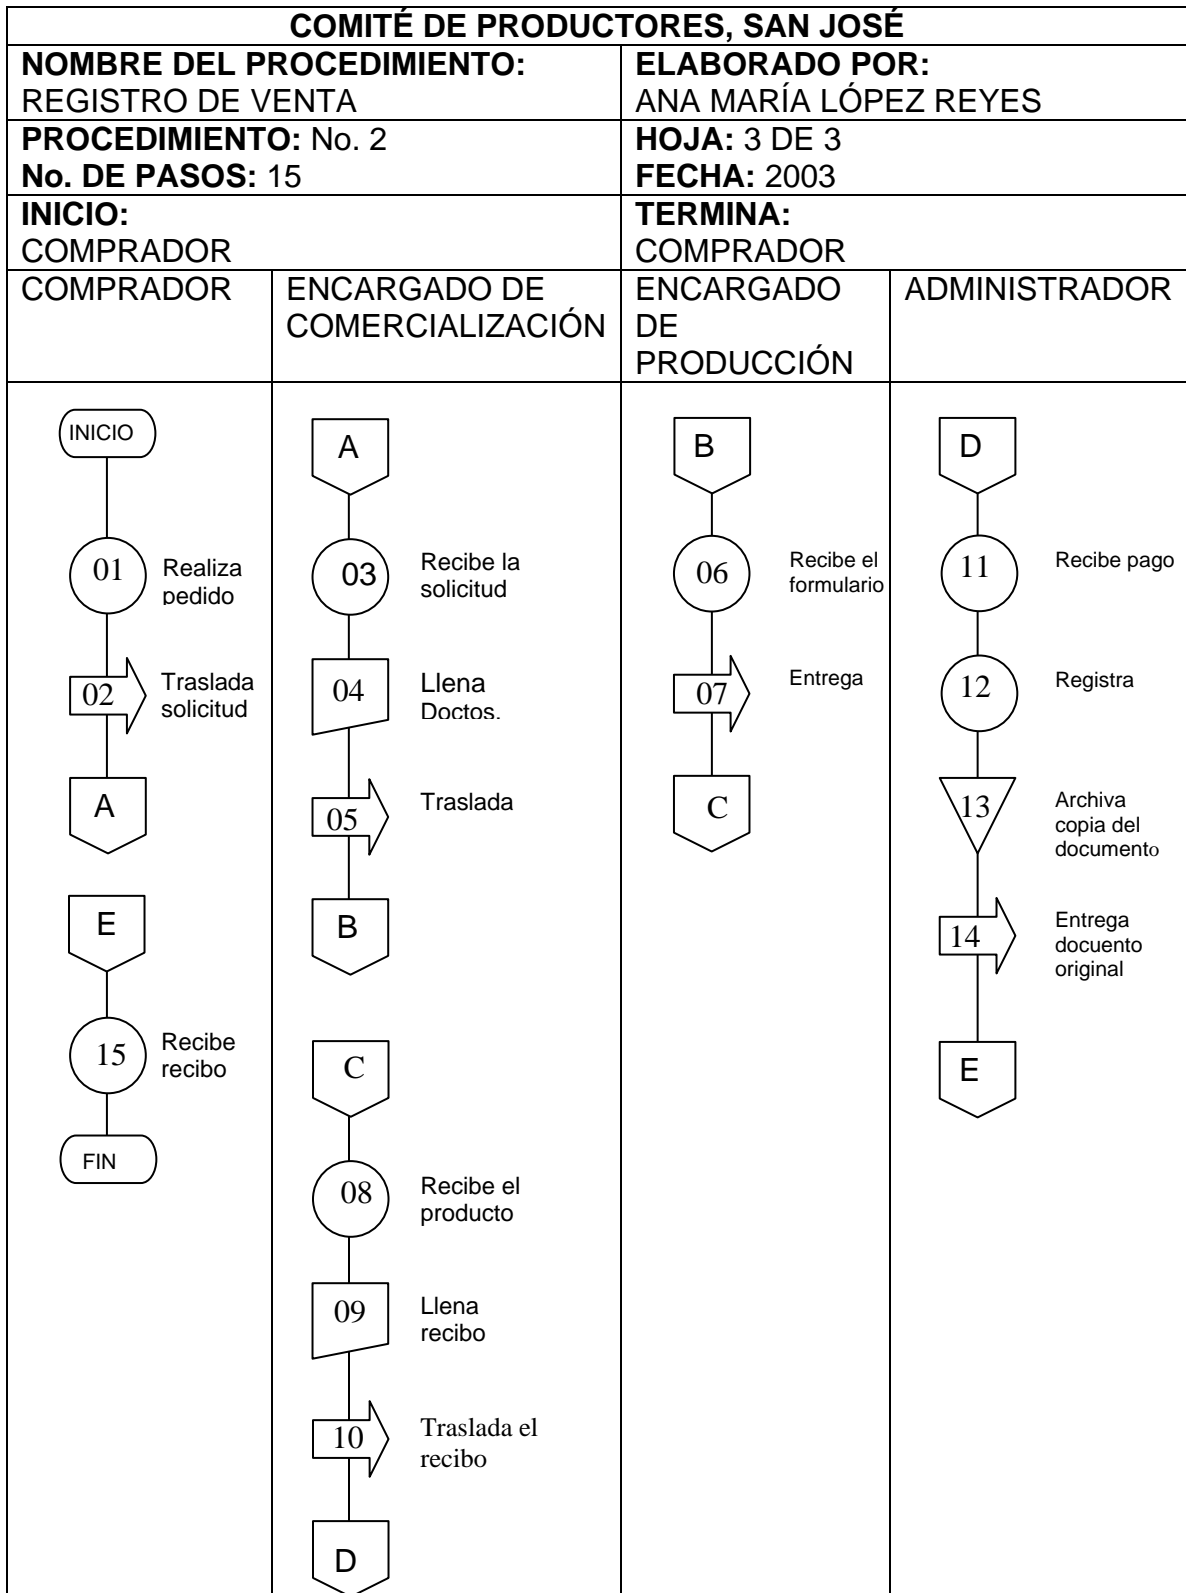 COMITÉ DE PRODUCTORES, SAN JOSÉ
NOMBRE DEL PROCEDIMIENTO:
REGISTRO DE VENTA
ELABORADO POR:
ANA MARÍA LÓPEZ REYES
PROCEDIMIENTO: No. 2
No. DE PASOS: 15
HOJA: 3 DE 3
FECHA: 2003
INICIO:
COMPRADOR
TERMINA:
COMPRADOR
COMPRADOR
ENCARGADO DE
COMERCIALIZACIÓN
ENCARGADO
DE
PRODUCCIÓN
ADMINISTRADOR
INICIO
01
Realiza
pedido
02
Traslada
solicitud
A
E
15
Recibe
recibo
FIN
A
03
Recibe la
solicitud
04
Llena
Doctos.
05
Traslada
B
C
08
Recibe el
producto
09
Llena
recibo
10
Traslada el
recibo
D
B
06
Recibe el
formulario
07
Entrega
C
D
11
Recibe pago
12
Registra
13
Archiva
copia del
documento
14
Entrega
docuento
original
E